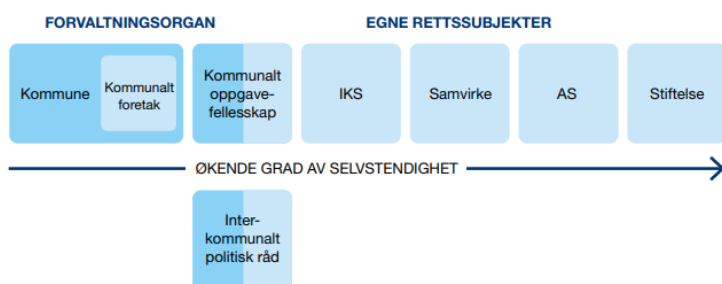 FORVALTNINGSORGAN
EGNE RETTSSUBJEKTER
Kommune
Kommunalt
foretak
Kommunalt
oppgave-
fellesskap
IKS
Samvirke
AS
Stiftelse
ØKENDE GRAD AV SELVSTENDIGHET
Inter-
kommunalt
politisk råd